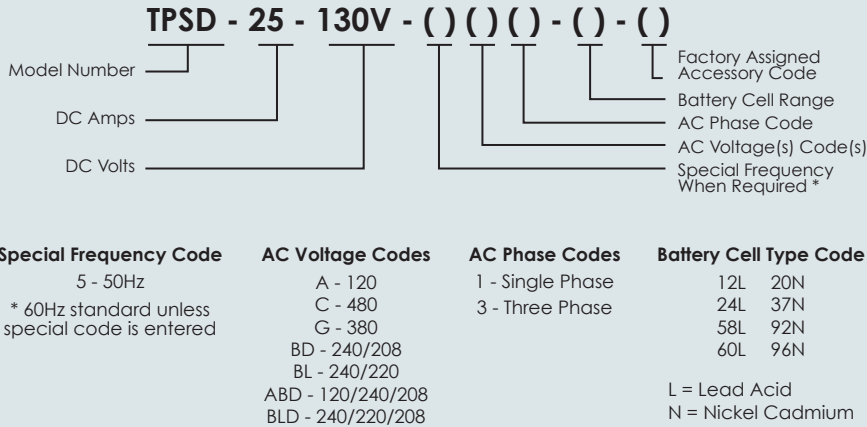 TPSD - 25 - 130V - ( ) ( ) ( ) - ( ) - ( )
Model Number
DC Amps
DC Volts
Factory Assigned
Accessory Code
Battery Cell Range
AC Phase Code
AC Voltage(s) Code(s)
Special Frequency
When Required *
Special Frequency Code
5 - 50Hz
* 60Hz standard unless
special code is entered
AC Voltage Codes
A - 120
C - 480
G - 380
BD - 240/208
BL - 240/220
ABD - 120/240/208
BLD - 240/220/208
AC Phase Codes
1 - Single Phase
3 - Three Phase
Battery Cell Type Code
12L 20N
24L 37N
58L 92N
60L 96N
L = Lead Acid
N = Nickel Cadmium